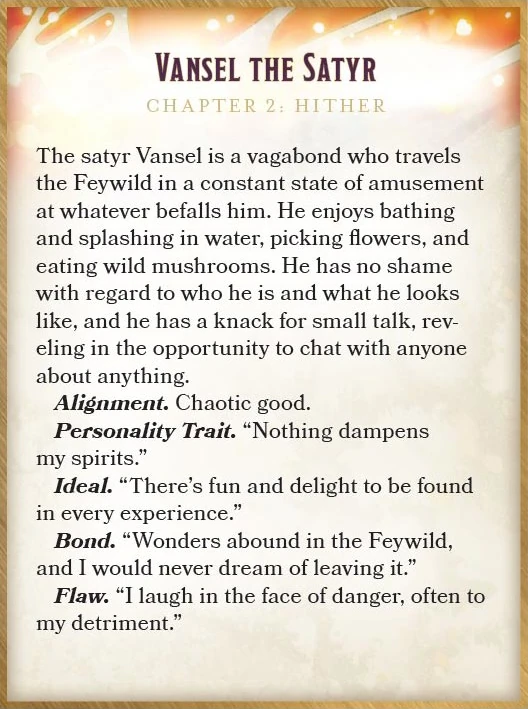 VANSEL THE SATYR
CHAPTER 2: HITHER
The satyr Vansel is a vagabond who travels
the Feywild in a constant state of amusement
at whatever befalls him. He enjoys bathing
and splashing in water, picking flowers, and
eating wild mushrooms. He has no shame
with regard to who he is and what he looks
like, and he has a knack for small talk, rev-
eling in the opportunity to chat with anyone
about anything.
Alignment. Chaotic good.
Personality Trait. “Nothing dampens
my spirits.”
Ideal. “There’s fun and delight to be found
in every experience.”
Bond. “Wonders abound in the Feywild,
and I would never dream of leaving it.”
Flaw. “I laugh in the face of danger, often to
my detriment.”